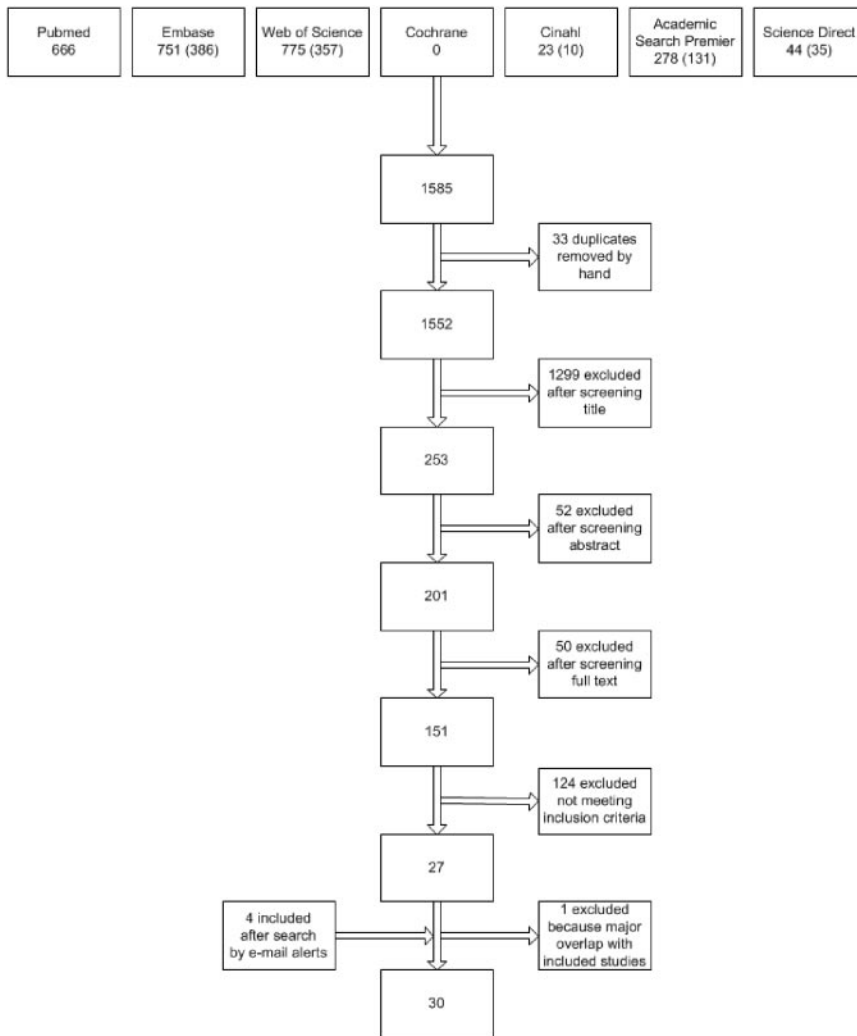 Pubmed
666
Embase
751 (386)
Web of Science
775 (357)
Cochrane
0
Cinahl
23 (10)
Academic
Search Premier
278 (131)
Science Direct
44 (35)
1585
33 duplicates
removed by
hand
1552
1299 excluded
after screening
title
253
52 excluded
after screening
abstract
201
50 excluded
after screening
full text
151
124 excluded
not meeting
inclusion criteria
27
4 included
after search
by e-mail alerts
1 excluded
because major
overlap with
included studies
30